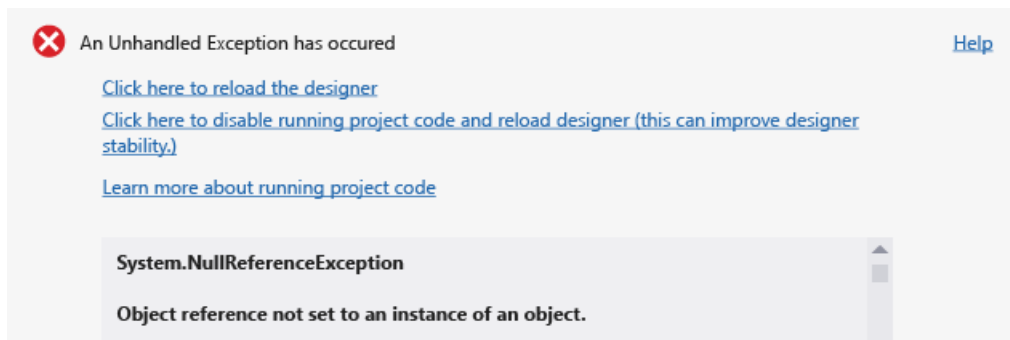 An Unhandled Exception has occured
Help
Click here to reload the designer
Click here to disable running project code and reload designer (this can improve designer
stability.)
Learn more about running project code
System.NullReferenceException
Object reference not set to an instance of an object.